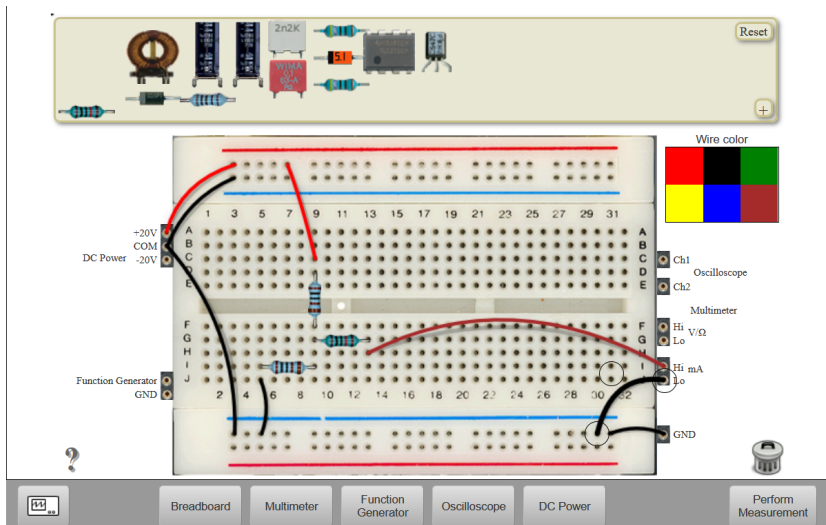 2n2K
Reset
5.1
WIMA
0.1
+
Wire color
1 3 5 7 9 11 13 15 17 19 21 23 25 27 29 31
A A
B B
C C
D D
E E
+20V
COM
DC Power
-20V
Ch1
Oscilloscope
Ch2
Multimeter
F F
G G
H H
I I
J
Hi
V/Ω
Lo
Hi mA
Lo
Function Generator
GND
2 4 6 8 10 12 14 16 18 20 22 24 26 28 30 32
GND
?
Breadboard
Multimeter
Function
Generator
Oscilloscope
DC Power
Perform
Measurement